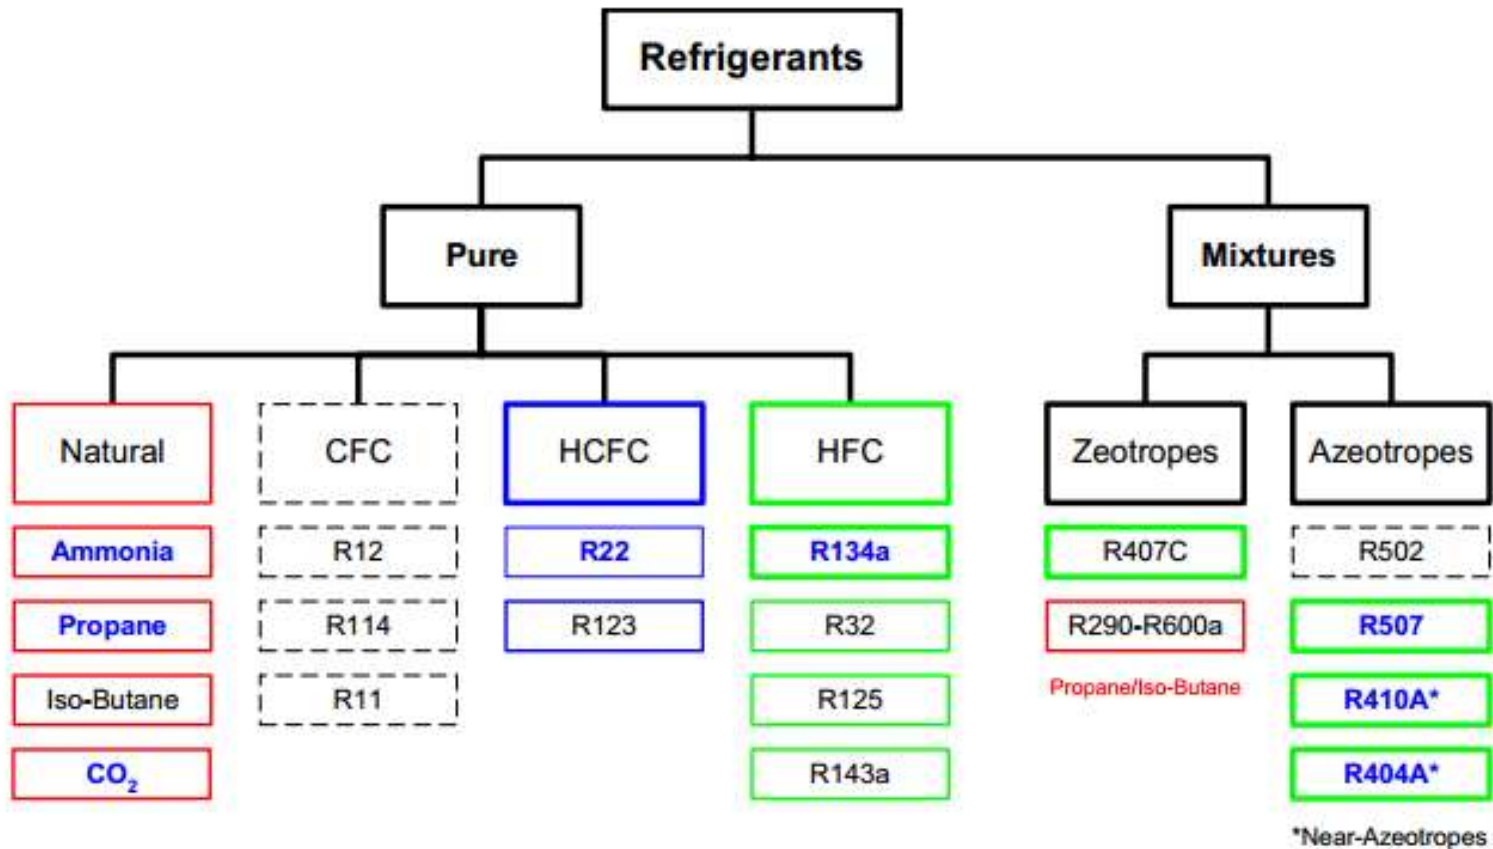 Refrigerants
Pure
Mixtures
Natural
CFC
HCFC
HFC
Zeotropes
Azeotropes
Ammonia
R12
R22
R134a
R407C
R502
Propane
R114
R123
R32
R290-R600a
R507
Iso-Butane
R11
R125
Propane/Iso-Butane
R410A*
CO₂
R143a
R404A*
*Near-Azeotropes